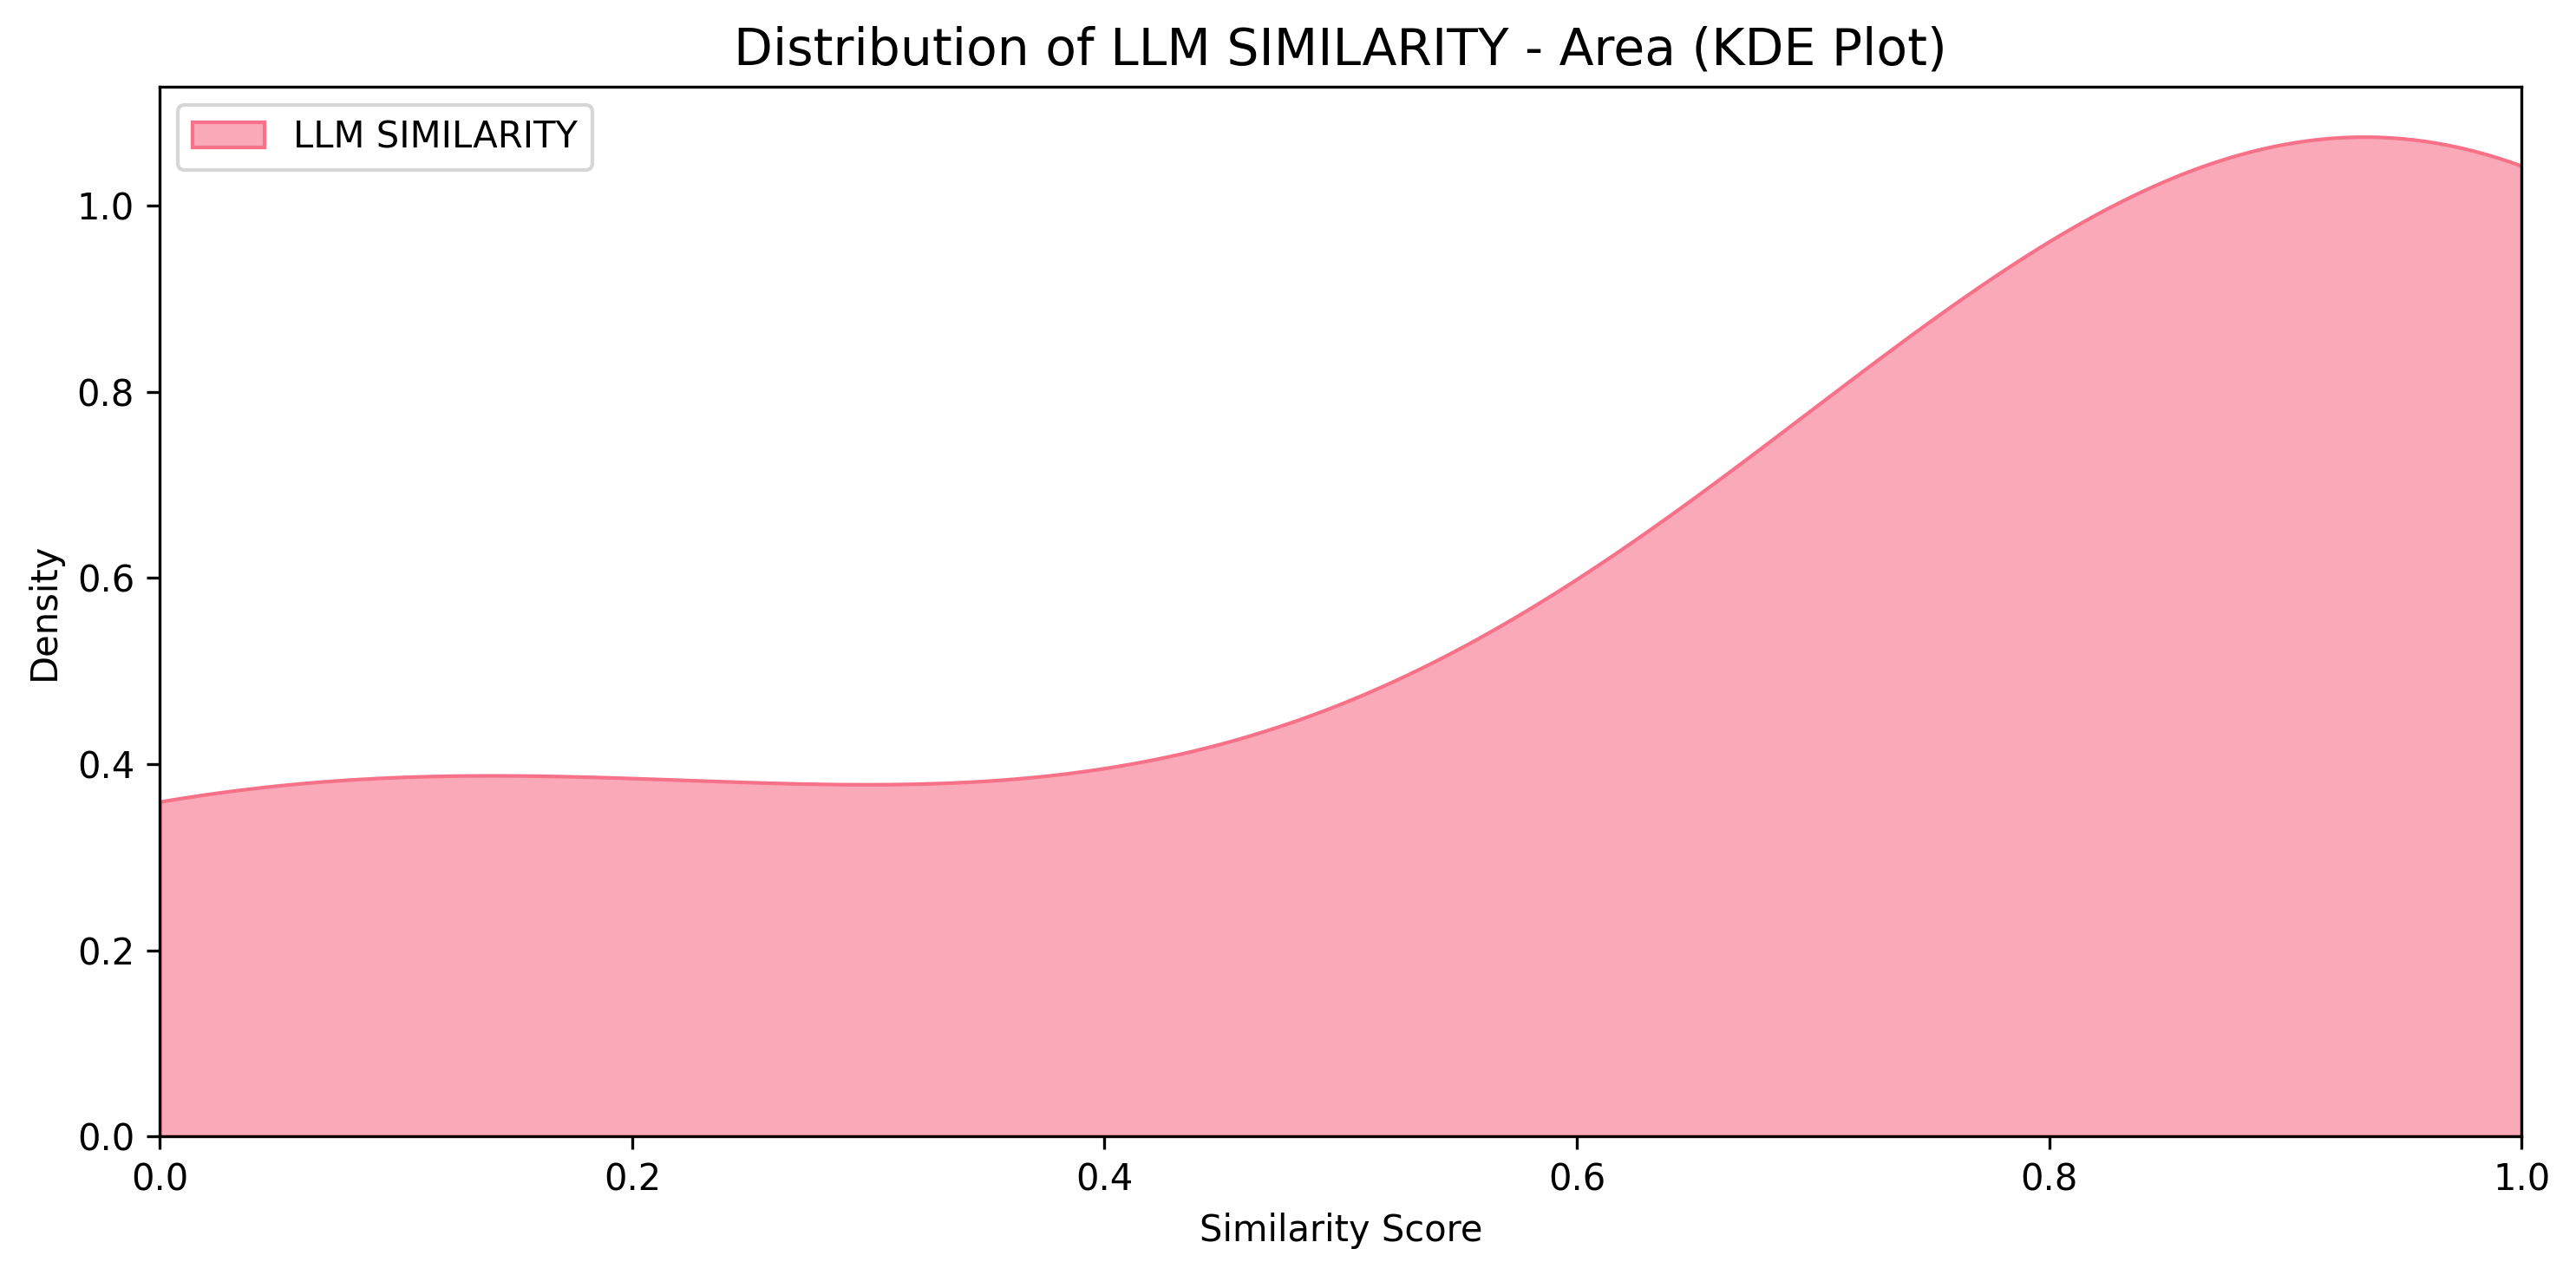 Distribution of LLM SIMILARITY - Area (KDE Plot)
LLM SIMILARITY
1.0
0.8
0.6
0.4
0.2
0.0
Density
0.0 0.2 0.4 0.6 0.8 1.0
Similarity Score